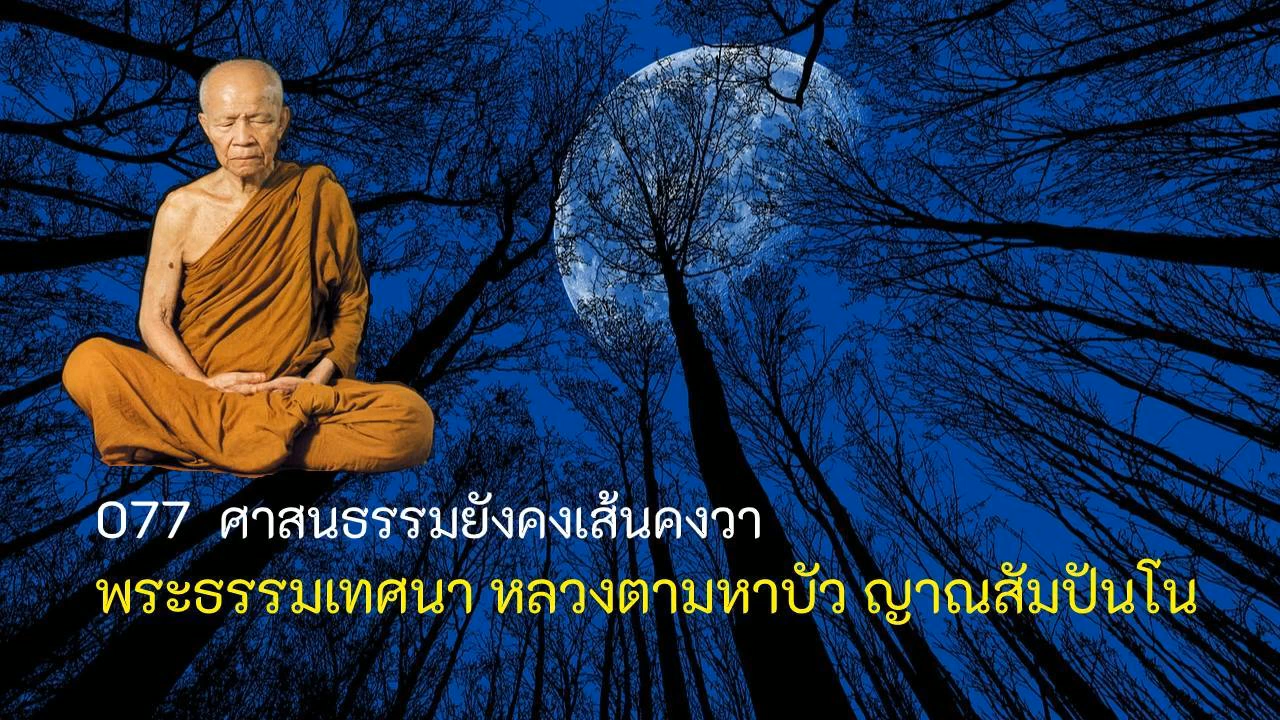 077 ศาสนธรรมยังคงเส้นคงวา
พระธรรมเทศนา หลวงตามหาบัว ญาณสัมปันโน